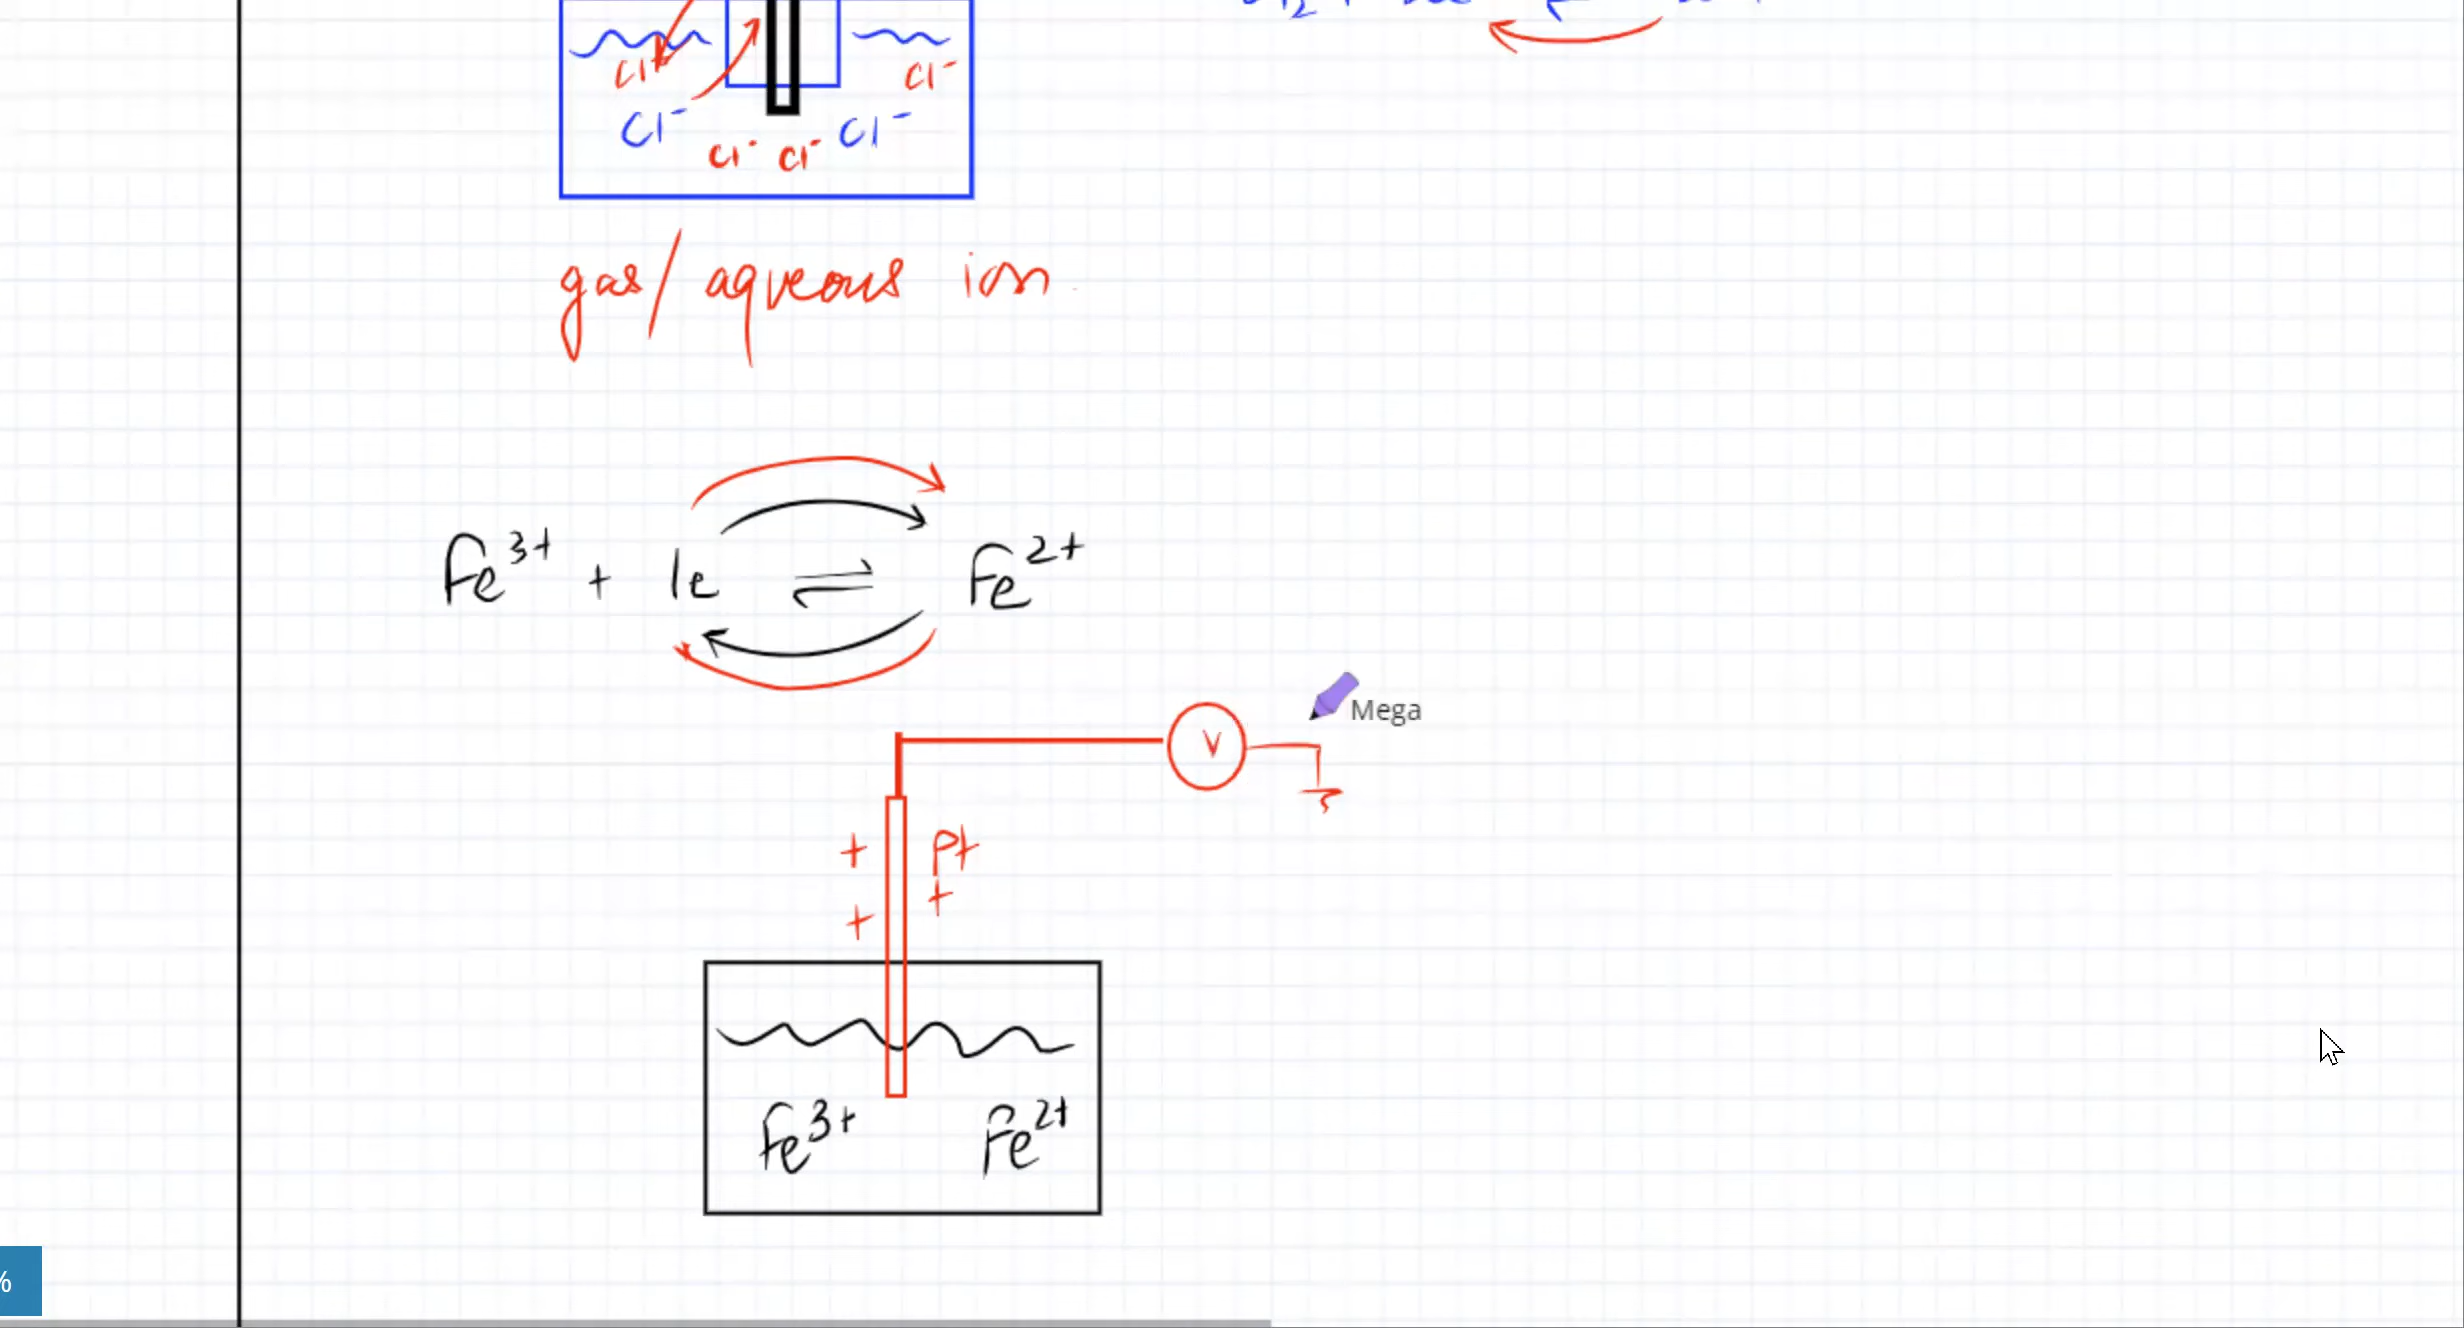 Cl⁻ Cl⁻
Cl⁻ Cl⁻ Cl⁻ Cl⁻
gas/aqueous ion
Fe³⁺ + 1e ⇌ Fe²⁺
V
Mega
+ Pt
+ +
Fe³⁺ Fe²⁺
%